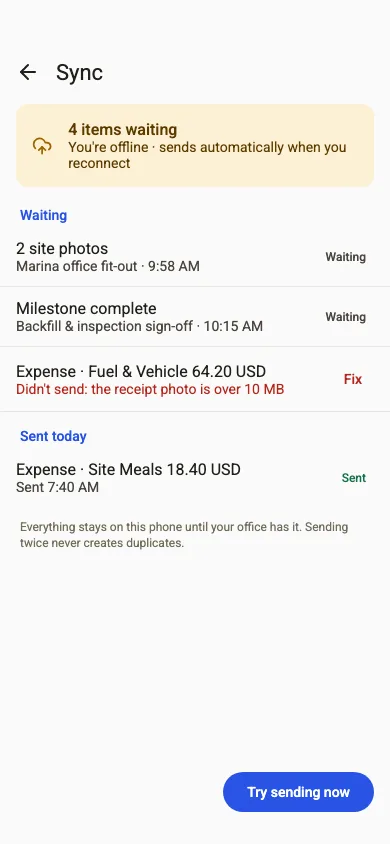 Sync
4 items waiting
You're offline · sends automatically when you
reconnect
Waiting
2 site photos
Marina office fit-out · 9:58 AM
Waiting
Milestone complete
Backfill & inspection sign-off · 10:15 AM
Waiting
Expense · Fuel & Vehicle 64.20 USD
Didn't send: the receipt photo is over 10 MB
Fix
Sent today
Expense · Site Meals 18.40 USD
Sent 7:40 AM
Sent
Everything stays on this phone until your office has it. Sending
twice never creates duplicates.
Try sending now